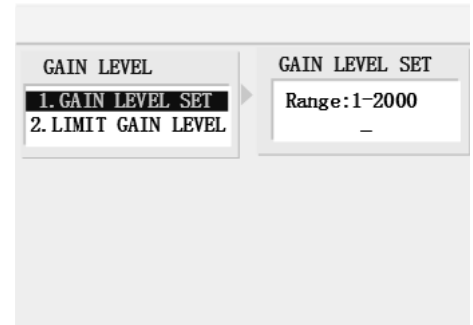 GAIN LEVEL
1.GAIN LEVEL SET
2.LIMIT GAIN LEVEL
GAIN LEVEL SET
Range:1-2000
_